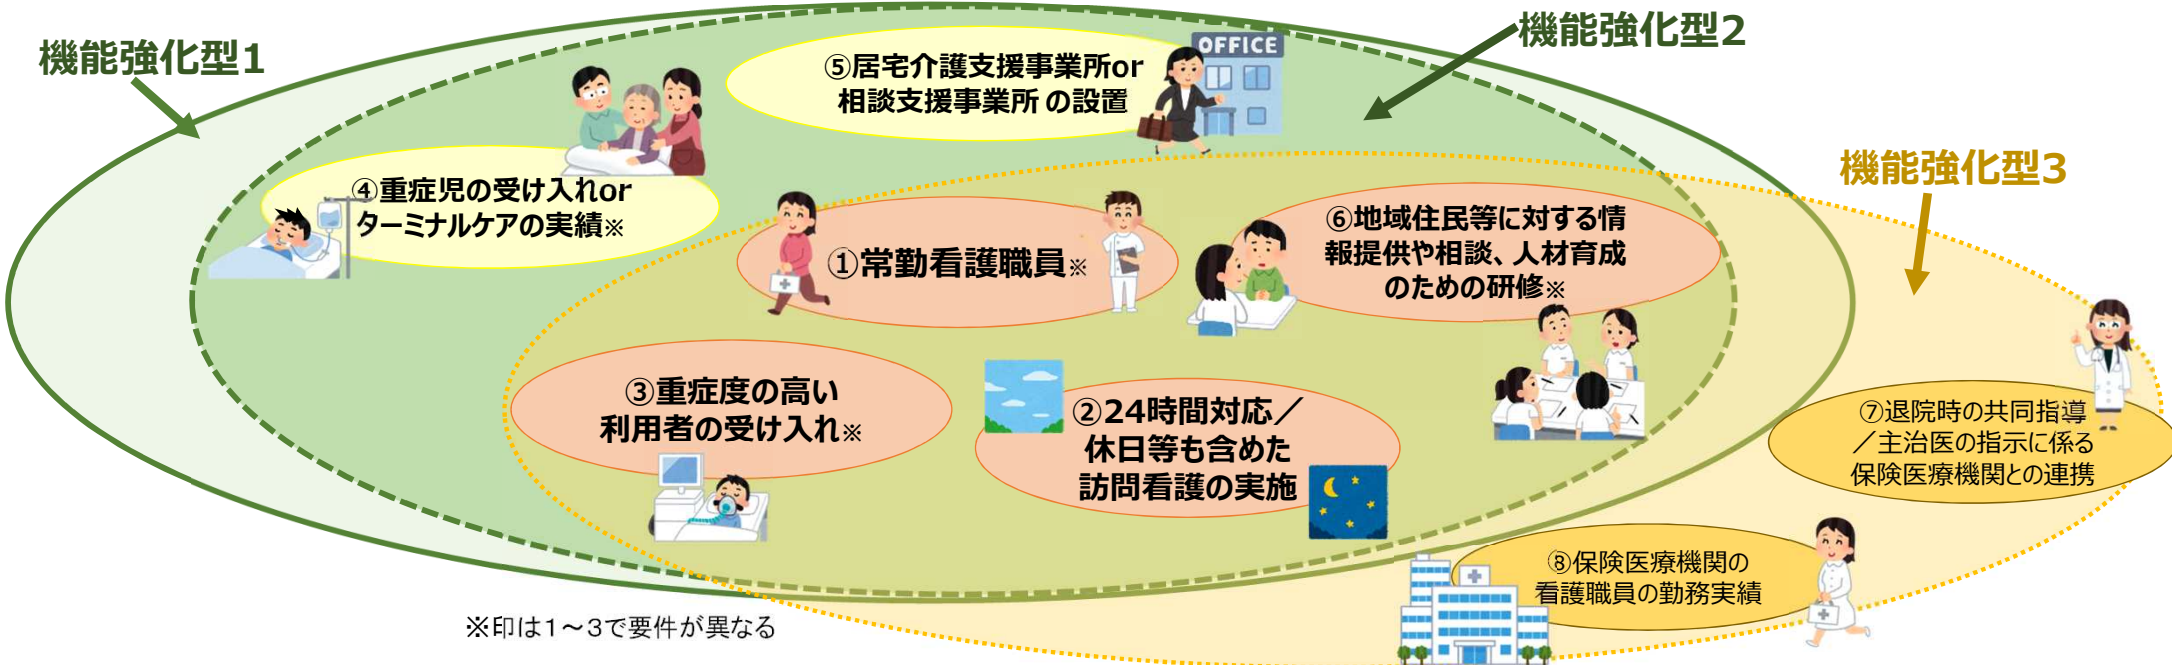 機能強化型1
機能強化型2
機能強化型3
OFFICE
⑤居宅介護支援事業所or
相談支援事業所 の設置
④重症児の受け入れor
ターミナルケアの実績※
①常勤看護職員※
⑥地域住民等に対する情
報提供や相談、人材育成
のための研修※
③重症度の高い
利用者の受け入れ※
②24時間対応／
休日等も含めた
訪問看護の実施
⑦退院時の共同指導
／主治医の指示に係る
保険医療機関との連携
⑧保険医療機関の
看護職員の勤務実績
※印は１～３で要件が異なる